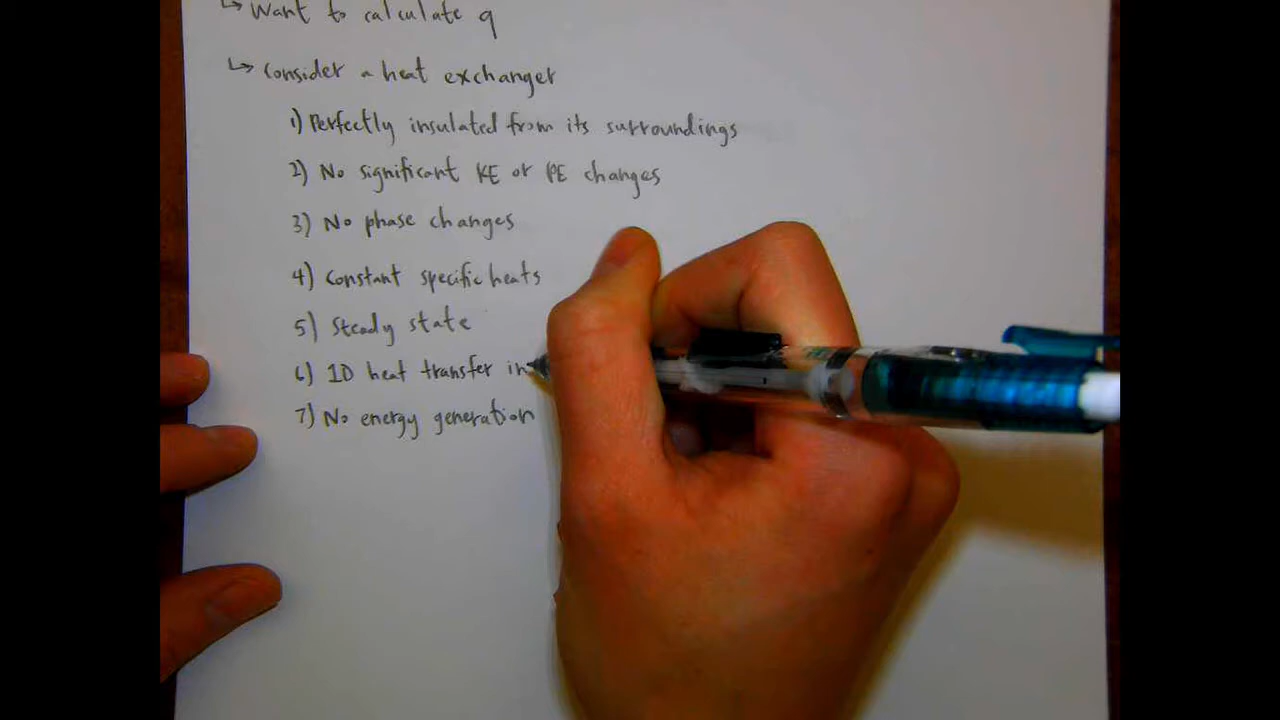 ↳ Want to calculate q
↳ Consider a heat exchanger
1) Perfectly insulated from its surroundings
2) No significant KE or PE changes
3) No phase changes
4) Constant specific heats
5) Steady state
6) 1D heat transfer in
7) No energy generation